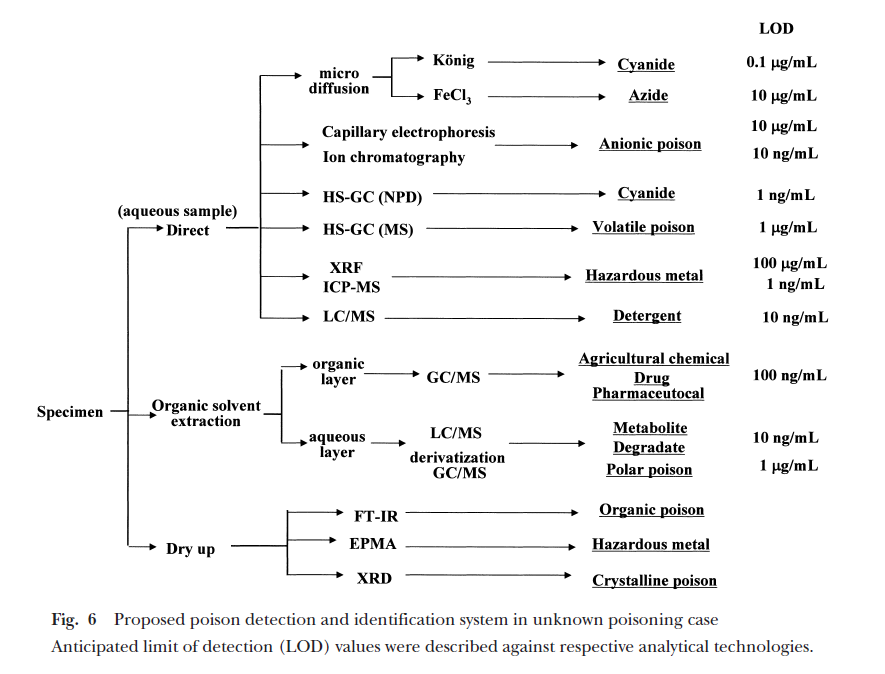 LOD
König
Cyanide
0.1 μg/mL
micro
diffusion
FeCl3
Azide
10 μg/mL
Capillary electrophoresis
Ion chromatography
Anionic poison
10 μg/mL
10 ng/mL
HS-GC (NPD)
Cyanide
1 ng/mL
(aqueous sample)
Direct
HS-GC (MS)
Volatile poison
1 μg/mL
XRF
ICP-MS
Hazardous metal
100 μg/mL
1 ng/mL
LC/MS
Detergent
10 ng/mL
Specimen
Organic solvent
extraction
organic
layer
GC/MS
Agricultural chemical
Drug
Pharmaceutocal
100 ng/mL
aqueous
layer
LC/MS
derivatization
GC/MS
Metabolite
Degradate
Polar poison
10 ng/mL
1 μg/mL
Dry up
FT-IR
Organic poison
EPMA
Hazardous metal
XRD
Crystalline poison
Fig. 6 Proposed poison detection and identification system in unknown poisoning case
Anticipated limit of detection (LOD) values were described against respective analytical technologies.